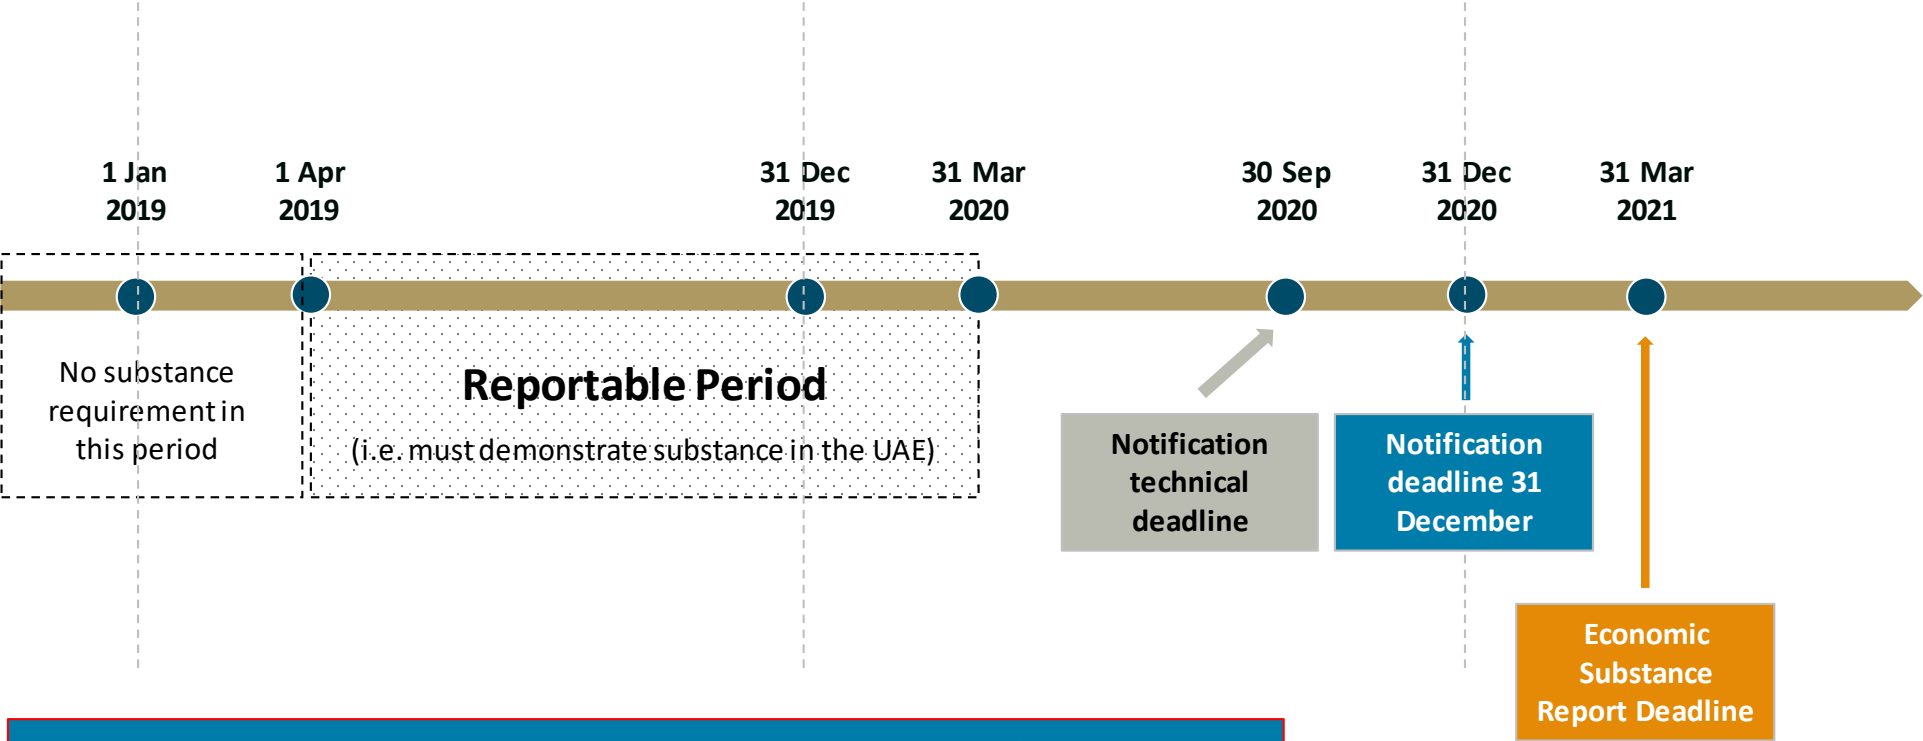 1 Jan
2019
1 Apr
2019
31 Dec
2019
31 Mar
2020
30 Sep
2020
31 Dec
2020
31 Mar
2021
No substance
requirement in
this period
Reportable Period
(i.e. must demonstrate substance in the UAE)
Notification
technical
deadline
Notification
deadline 31
December
Economic
Substance
Report Deadline